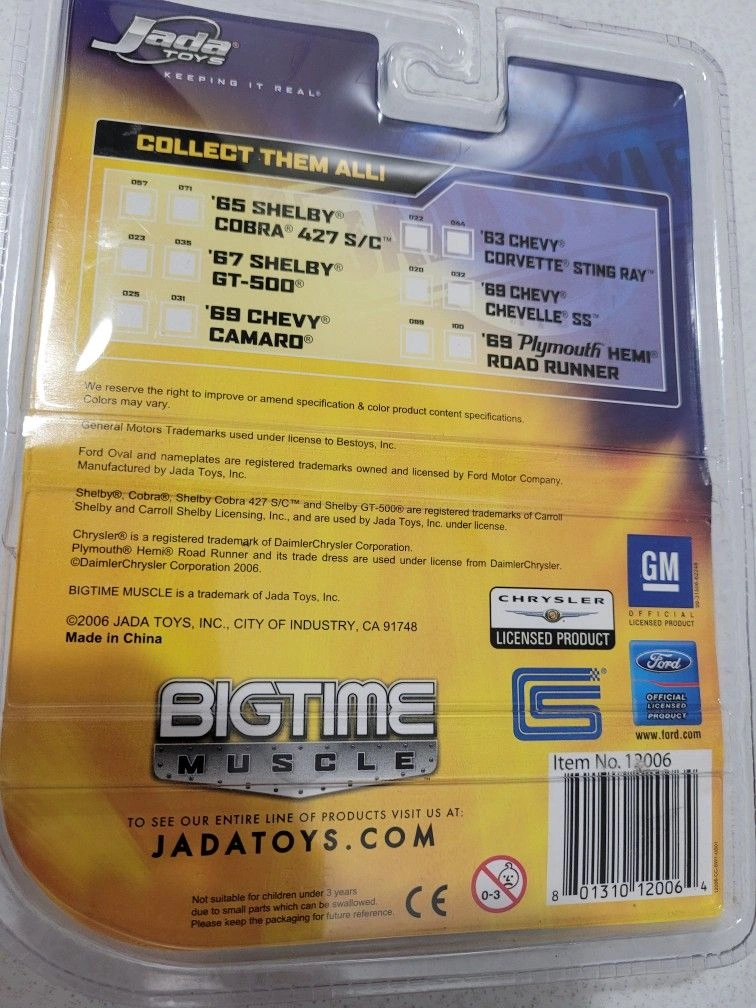 Jada®
TOYS
KEEPING IT REAL®
COLLECT THEM ALL!
057 071
'65 SHELBY®
COBRA® 427 S/C™
023 035
'67 SHELBY®
GT-500®
025 031
'69 CHEVY®
CAMARO®
022 044
'63 CHEVY®
CORVETTE® STING RAY™
020 032
'69 CHEVY®
CHEVELLE® SS™
099 100
'69 Plymouth HEMI®
ROAD RUNNER
We reserve the right to improve or amend specification & color product content specifications.
Colors may vary.
General Motors Trademarks used under license to Bestoys, Inc.
Ford Oval and nameplates are registered trademarks owned and licensed by Ford Motor Company.
Manufactured by Jada Toys, Inc.
Shelby®, Cobra®, Shelby Cobra 427 S/C™ and Shelby GT-500® are registered trademarks of Carroll
Shelby and Carroll Shelby Licensing, Inc., and are used by Jada Toys, Inc. under license.
Chrysler® is a registered trademark of DaimlerChrysler Corporation.
Plymouth® Hemi® Road Runner and its trade dress are used under license from DaimlerChrysler.
©DaimlerChrysler Corporation 2006.
BIGTIME MUSCLE is a trademark of Jada Toys, Inc.
©2006 JADA TOYS, INC., CITY OF INDUSTRY, CA 91748
Made in China
CHRYSLER
LICENSED PRODUCT
GM
OFFICIAL
LICENSED PRODUCT
Ford
OFFICIAL
LICENSED
PRODUCT
www.ford.com
CS®
BIGTIME
MUSCLE™
TO SEE OUR ENTIRE LINE OF PRODUCTS VISIT US AT:
JADATOYS.COM
Not suitable for children under 3 years
due to small parts which can be swallowed.
Please keep the packaging for future reference.
CE
0-3
Item No. 12006
8 01310 12006 4